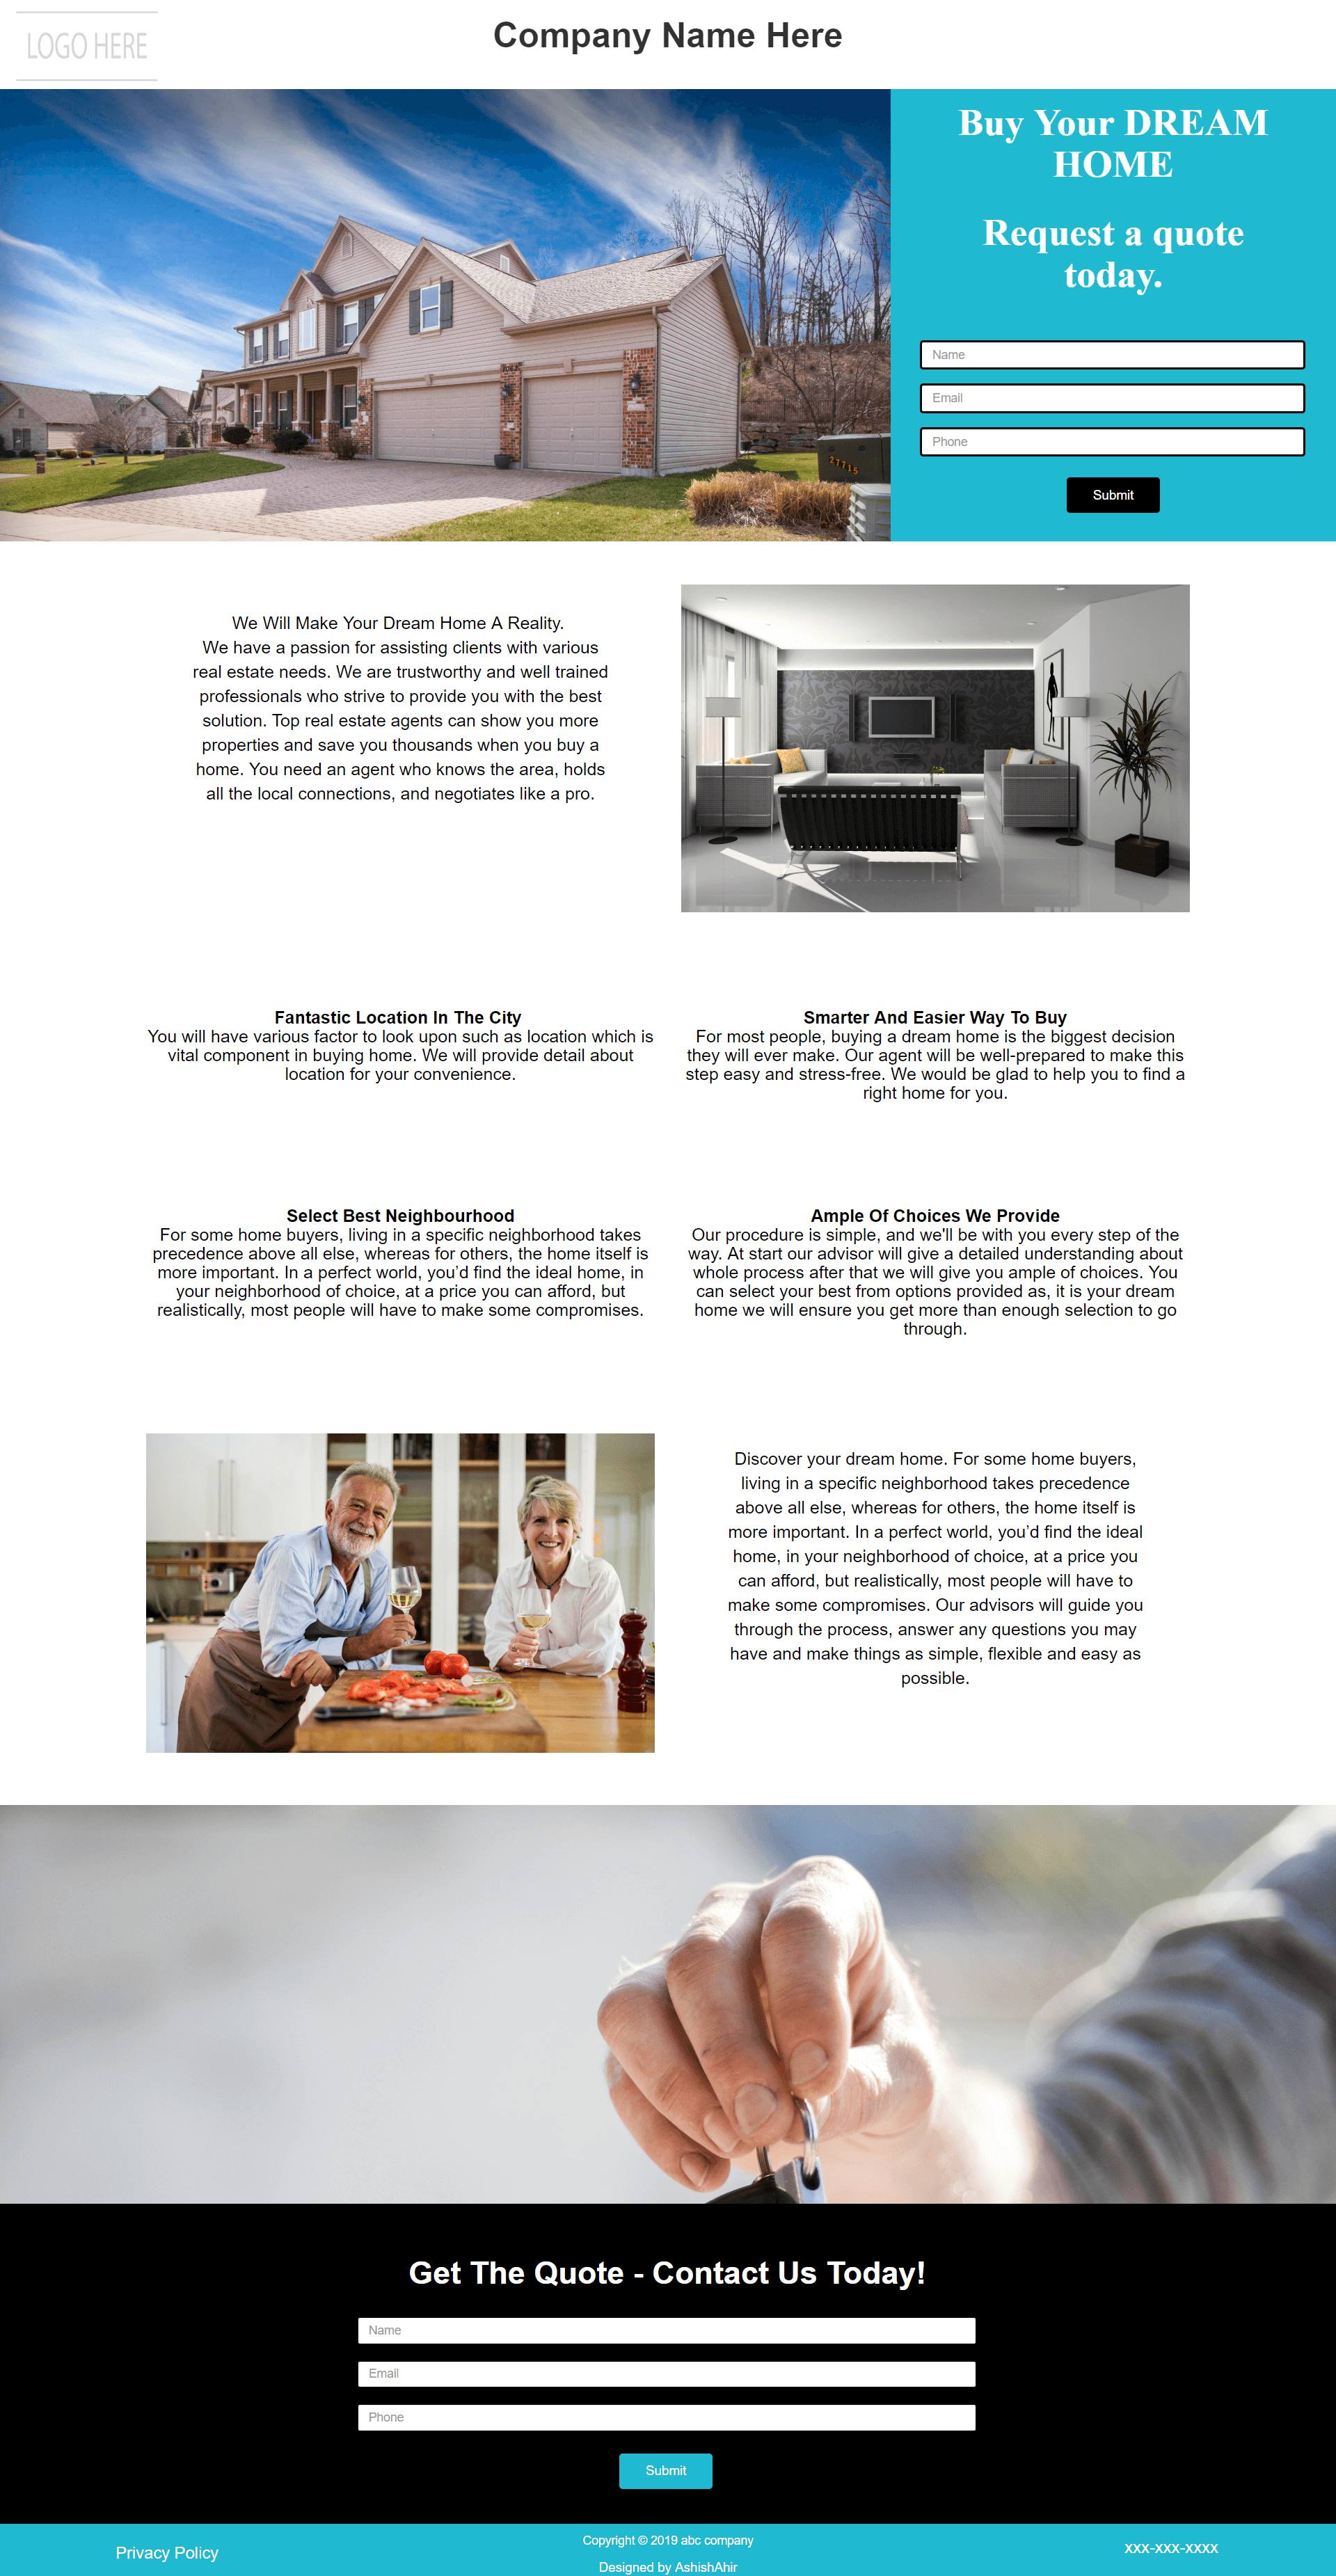 LOGO HERE
Company Name Here
Buy Your DREAM
HOME
Request a quote
today.
Name
Email
Phone
Submit
27715
We Will Make Your Dream Home A Reality.
We have a passion for assisting clients with various
real estate needs. We are trustworthy and well trained
professionals who strive to provide you with the best
solution. Top real estate agents can show you more
properties and save you thousands when you buy a
home. You need an agent who knows the area, holds
all the local connections, and negotiates like a pro.
Fantastic Location In The City
You will have various factor to look upon such as location which is
vital component in buying home. We will provide detail about
location for your convenience.
Smarter And Easier Way To Buy
For most people, buying a dream home is the biggest decision
they will ever make. Our agent will be well-prepared to make this
step easy and stress-free. We would be glad to help you to find a
right home for you.
Select Best Neighbourhood
For some home buyers, living in a specific neighborhood takes
precedence above all else, whereas for others, the home itself is
more important. In a perfect world, you’d find the ideal home, in
your neighborhood of choice, at a price you can afford, but
realistically, most people will have to make some compromises.
Ample Of Choices We Provide
Our procedure is simple, and we'll be with you every step of the
way. At start our advisor will give a detailed understanding about
whole process after that we will give you ample of choices. You
can select your best from options provided as, it is your dream
home we will ensure you get more than enough selection to go
through.
Discover your dream home. For some home buyers,
living in a specific neighborhood takes precedence
above all else, whereas for others, the home itself is
more important. In a perfect world, you’d find the ideal
home, in your neighborhood of choice, at a price you
can afford, but realistically, most people will have to
make some compromises. Our advisors will guide you
through the process, answer any questions you may
have and make things as simple, flexible and easy as
possible.
Get The Quote - Contact Us Today!
Name
Email
Phone
Submit
Privacy Policy
Copyright © 2019 abc company
Designed by AshishAhir
xxx-xxx-xxxx